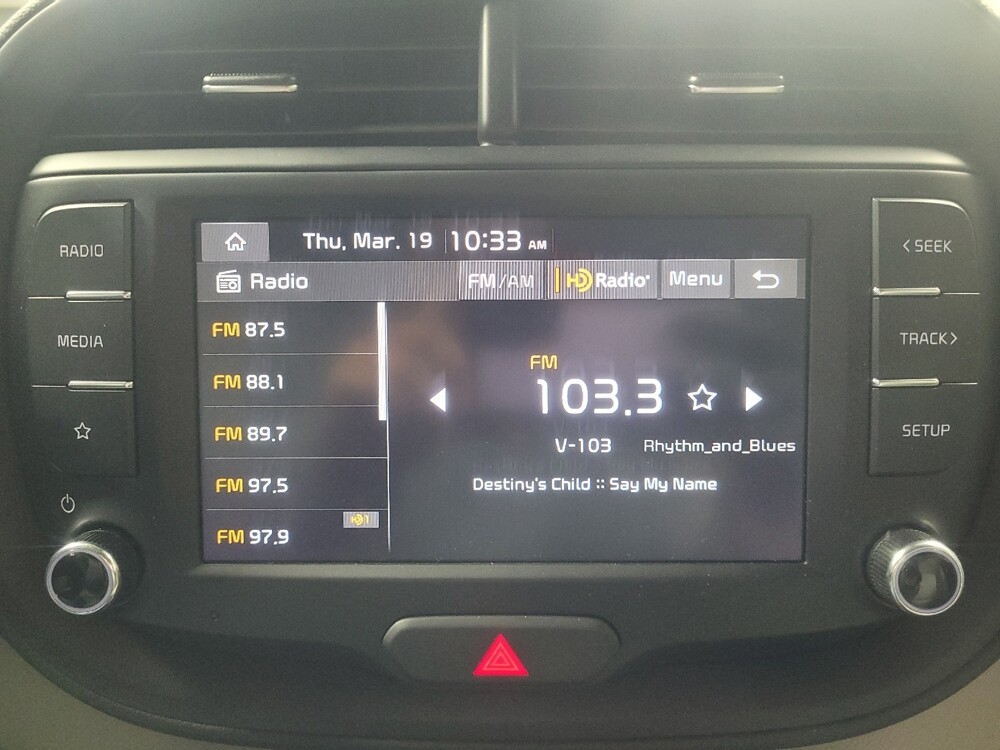 RADIO
MEDIA
Thu, Mar. 19 10:33 AM
Radio FM/AM HD Radio Menu
FM 87.5
FM 88.1
FM 89.7
FM 97.5
HD 1
FM 97.9
FM
103.3
V-103 Rhythm_and_Blues
Destiny's Child :: Say My Name
< SEEK
TRACK >
SETUP